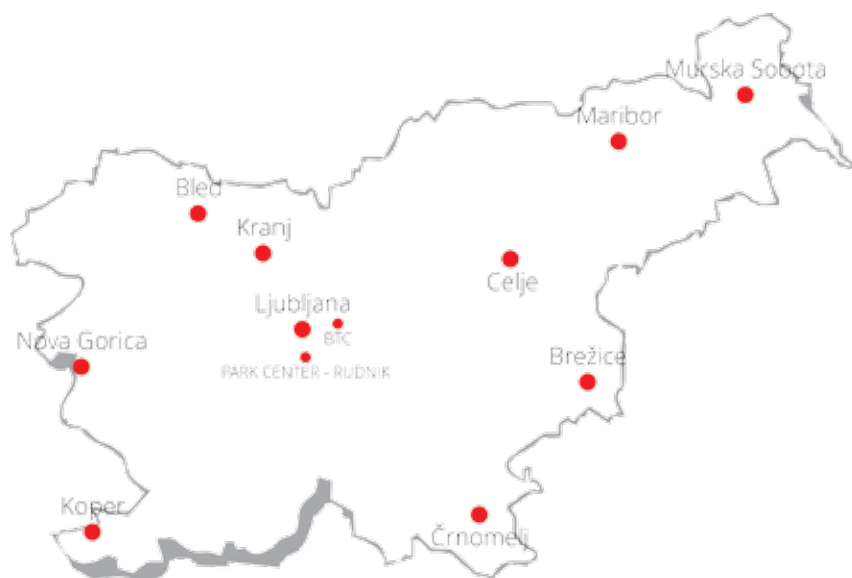 Murska Sobota
Maribor
Bled
Kranj
Celje
Ljubljana
BTC
Nova Gorica
Brežice
PARK CENTER - RUDNIK
Koper
Črnomelj